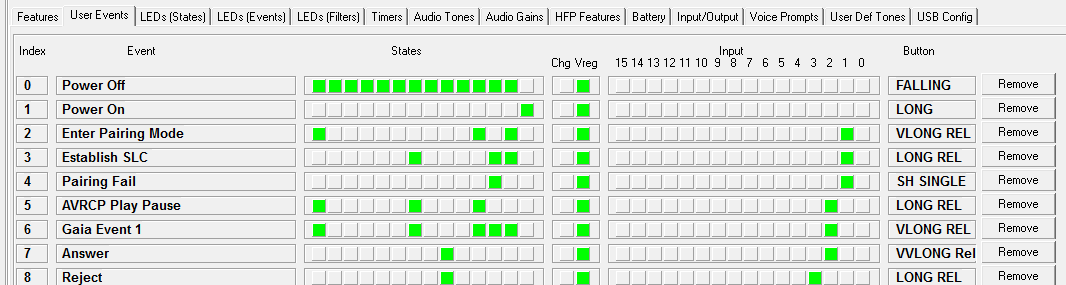 Features User Events LEDs (States) LEDs (Events) LEDs (Filters) Timers Audio Tones Audio Gains HFP Features Battery Input/Output Voice Prompts User Def Tones USB Config
Index Event States Input Button
Chg Vreg 15 14 13 12 11 10 9 8 7 6 5 4 3 2 1 0
0 Power Off FALLING Remove
1 Power On LONG Remove
2 Enter Pairing Mode VLONG REL Remove
3 Establish SLC LONG REL Remove
4 Pairing Fail SH SINGLE Remove
5 AVRCP Play Pause LONG REL Remove
6 Gaia Event 1 VLONG REL Remove
7 Answer VVLONG Rel Remove
8 Reject LONG REL Remove